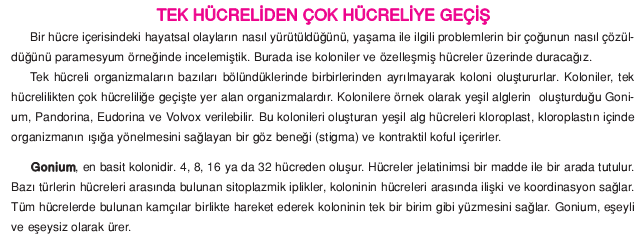 TEK HÜCRELİDEN ÇOK HÜCRELİYE GEÇİŞ
Bir hücre içerisindeki hayatsal olayların nasıl yürütüldüğünü, yaşama ile ilgili problemlerin bir çoğunun nasıl çözül-
düğünü paramesyum örneğinde incelemiştik. Burada ise koloniler ve özelleşmiş hücreler üzerinde duracağız.
Tek hücreli organizmaların bazıları bölündüklerinde birbirlerinden ayrılmayarak koloni oluştururlar. Koloniler, tek
hücrelilikten çok hücreliliğe geçişte yer alan organizmalardır. Kolonilere örnek olarak yeşil alglerin oluşturduğu Goni-
um, Pandorina, Eudorina ve Volvox verilebilir. Bu kolonileri oluşturan yeşil alg hücreleri kloroplast, kloroplastın içinde
organizmanın ışığa yönelmesini sağlayan bir göz beneği (stigma) ve kontraktil koful içerirler.
Gonium, en basit kolonidir. 4, 8, 16 ya da 32 hücreden oluşur. Hücreler jelatinimsi bir madde ile bir arada tutulur.
Bazı türlerin hücreleri arasında bulunan sitoplazmik iplikler, koloninin hücreleri arasında ilişki ve koordinasyon sağlar.
Tüm hücrelerde bulunan kamçılar birlikte hareket ederek koloninin tek bir birim gibi yüzmesini sağlar. Gonium, eşeyli
ve eşeysiz olarak ürer.